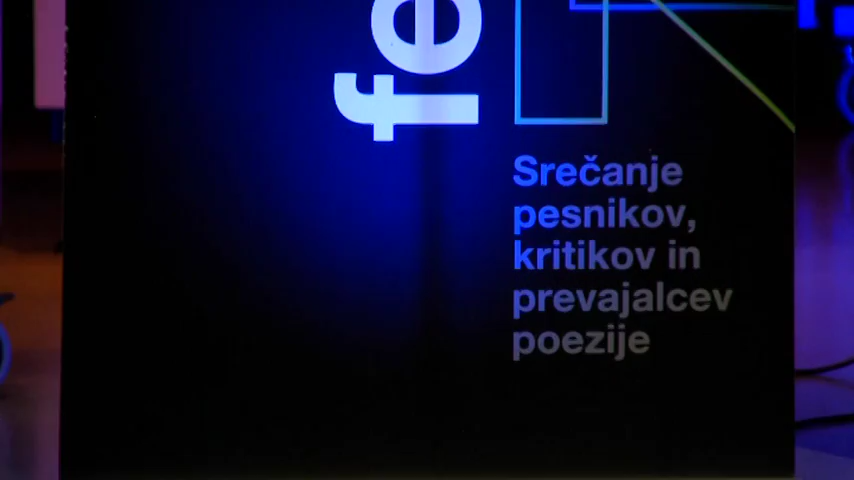 fe
Srečanje
pesnikov,
kritikov in
prevajalcev
poezije